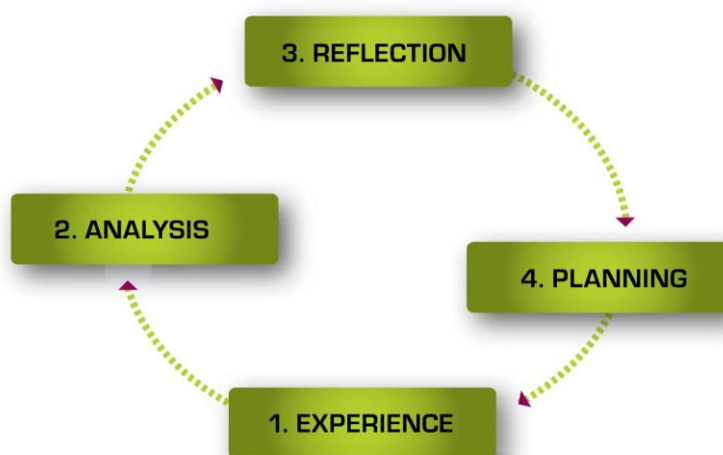 3. REFLECTION
2. ANALYSIS
4. PLANNING
1. EXPERIENCE